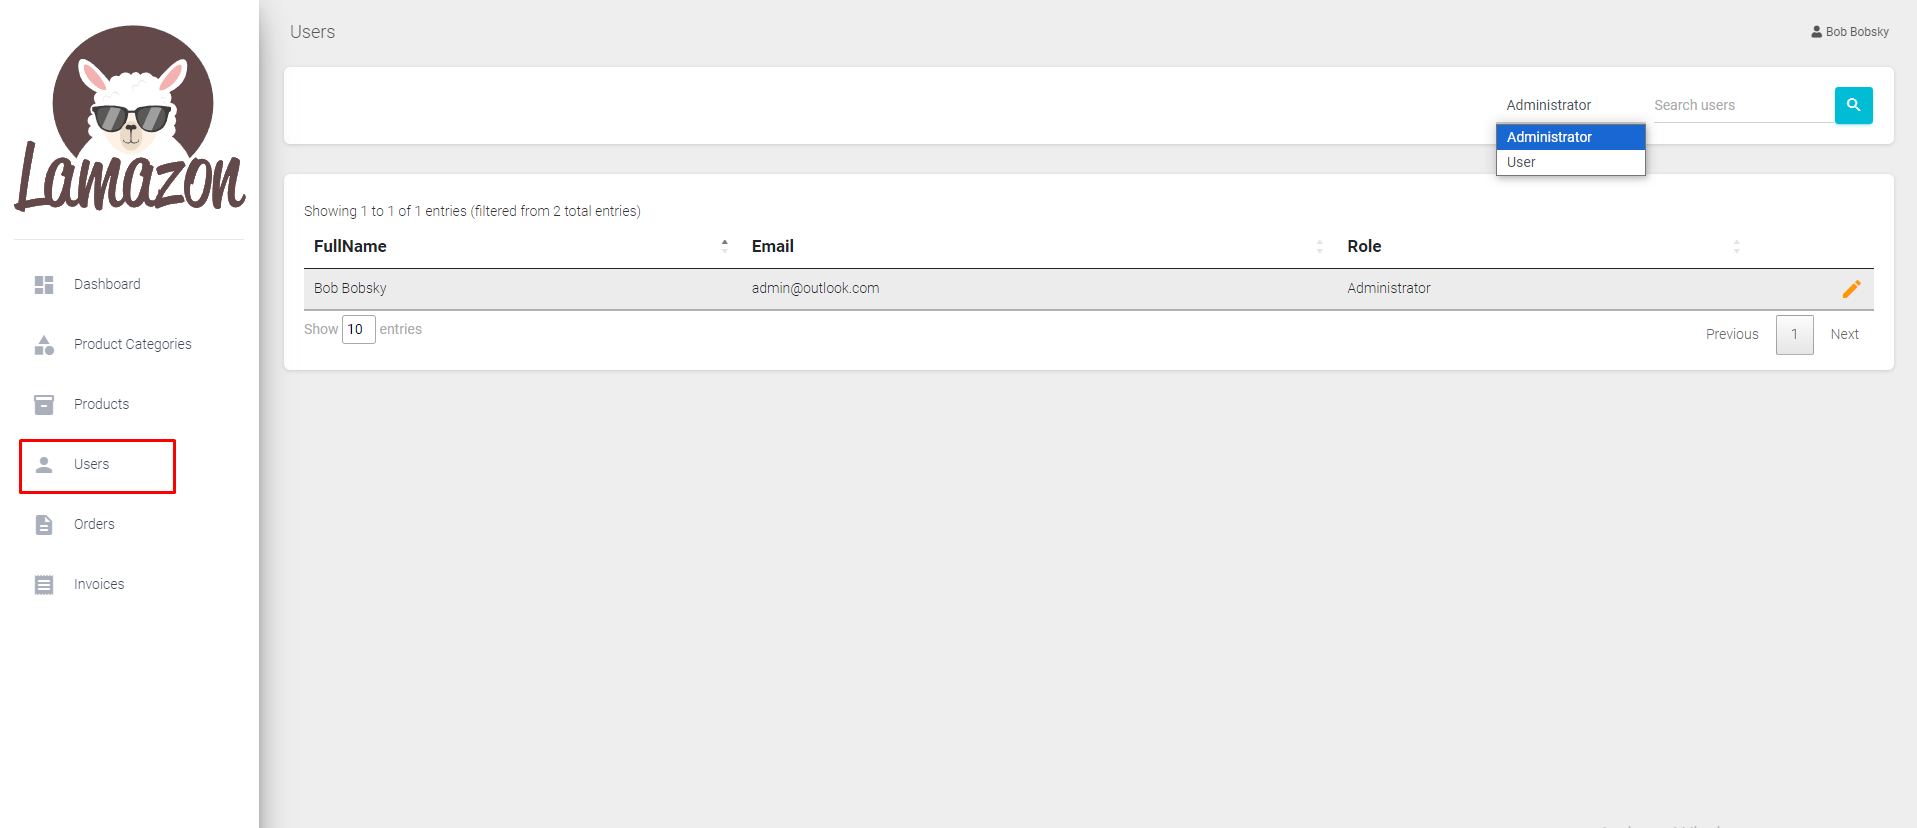 Lamazon
Dashboard
Product Categories
Products
Users
Orders
Invoices
Users
Bob Bobsky
Administrator
Search users
Administrator
User
Showing 1 to 1 of 1 entries (filtered from 2 total entries)
FullName Email Role
Bob Bobsky admin@outlook.com Administrator
Show 10 entries
Previous 1 Next